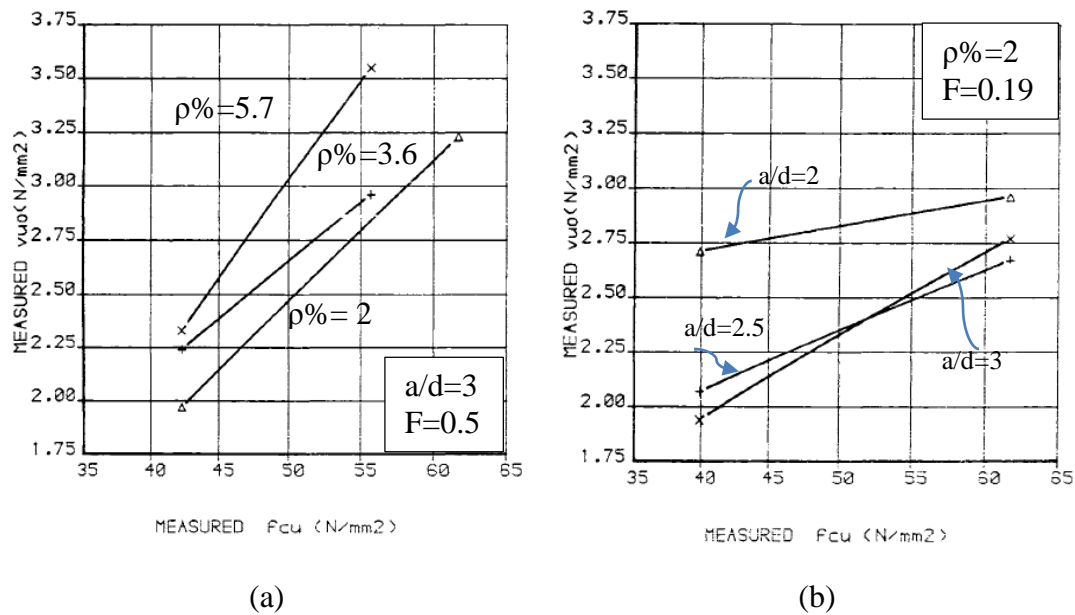 3.75
3.50
3.25
3.00
2.75
2.50
2.25
2.00
1.75
MEASURED vuo(N/mm2)
ρ%=5.7
ρ%=3.6
ρ%= 2
a/d=3
F=0.5
35 40 45 50 55 60 65
MEASURED Fcu (N/mm2)
(a)
3.75
3.50
3.25
3.00
2.75
2.50
2.25
2.00
1.75
MEASURED vuo(N/mm2)
ρ%=2
F=0.19
a/d=2
a/d=2.5
a/d=3
35 40 45 50 55 60 65
MEASURED Fcu (N/mm2)
(b)